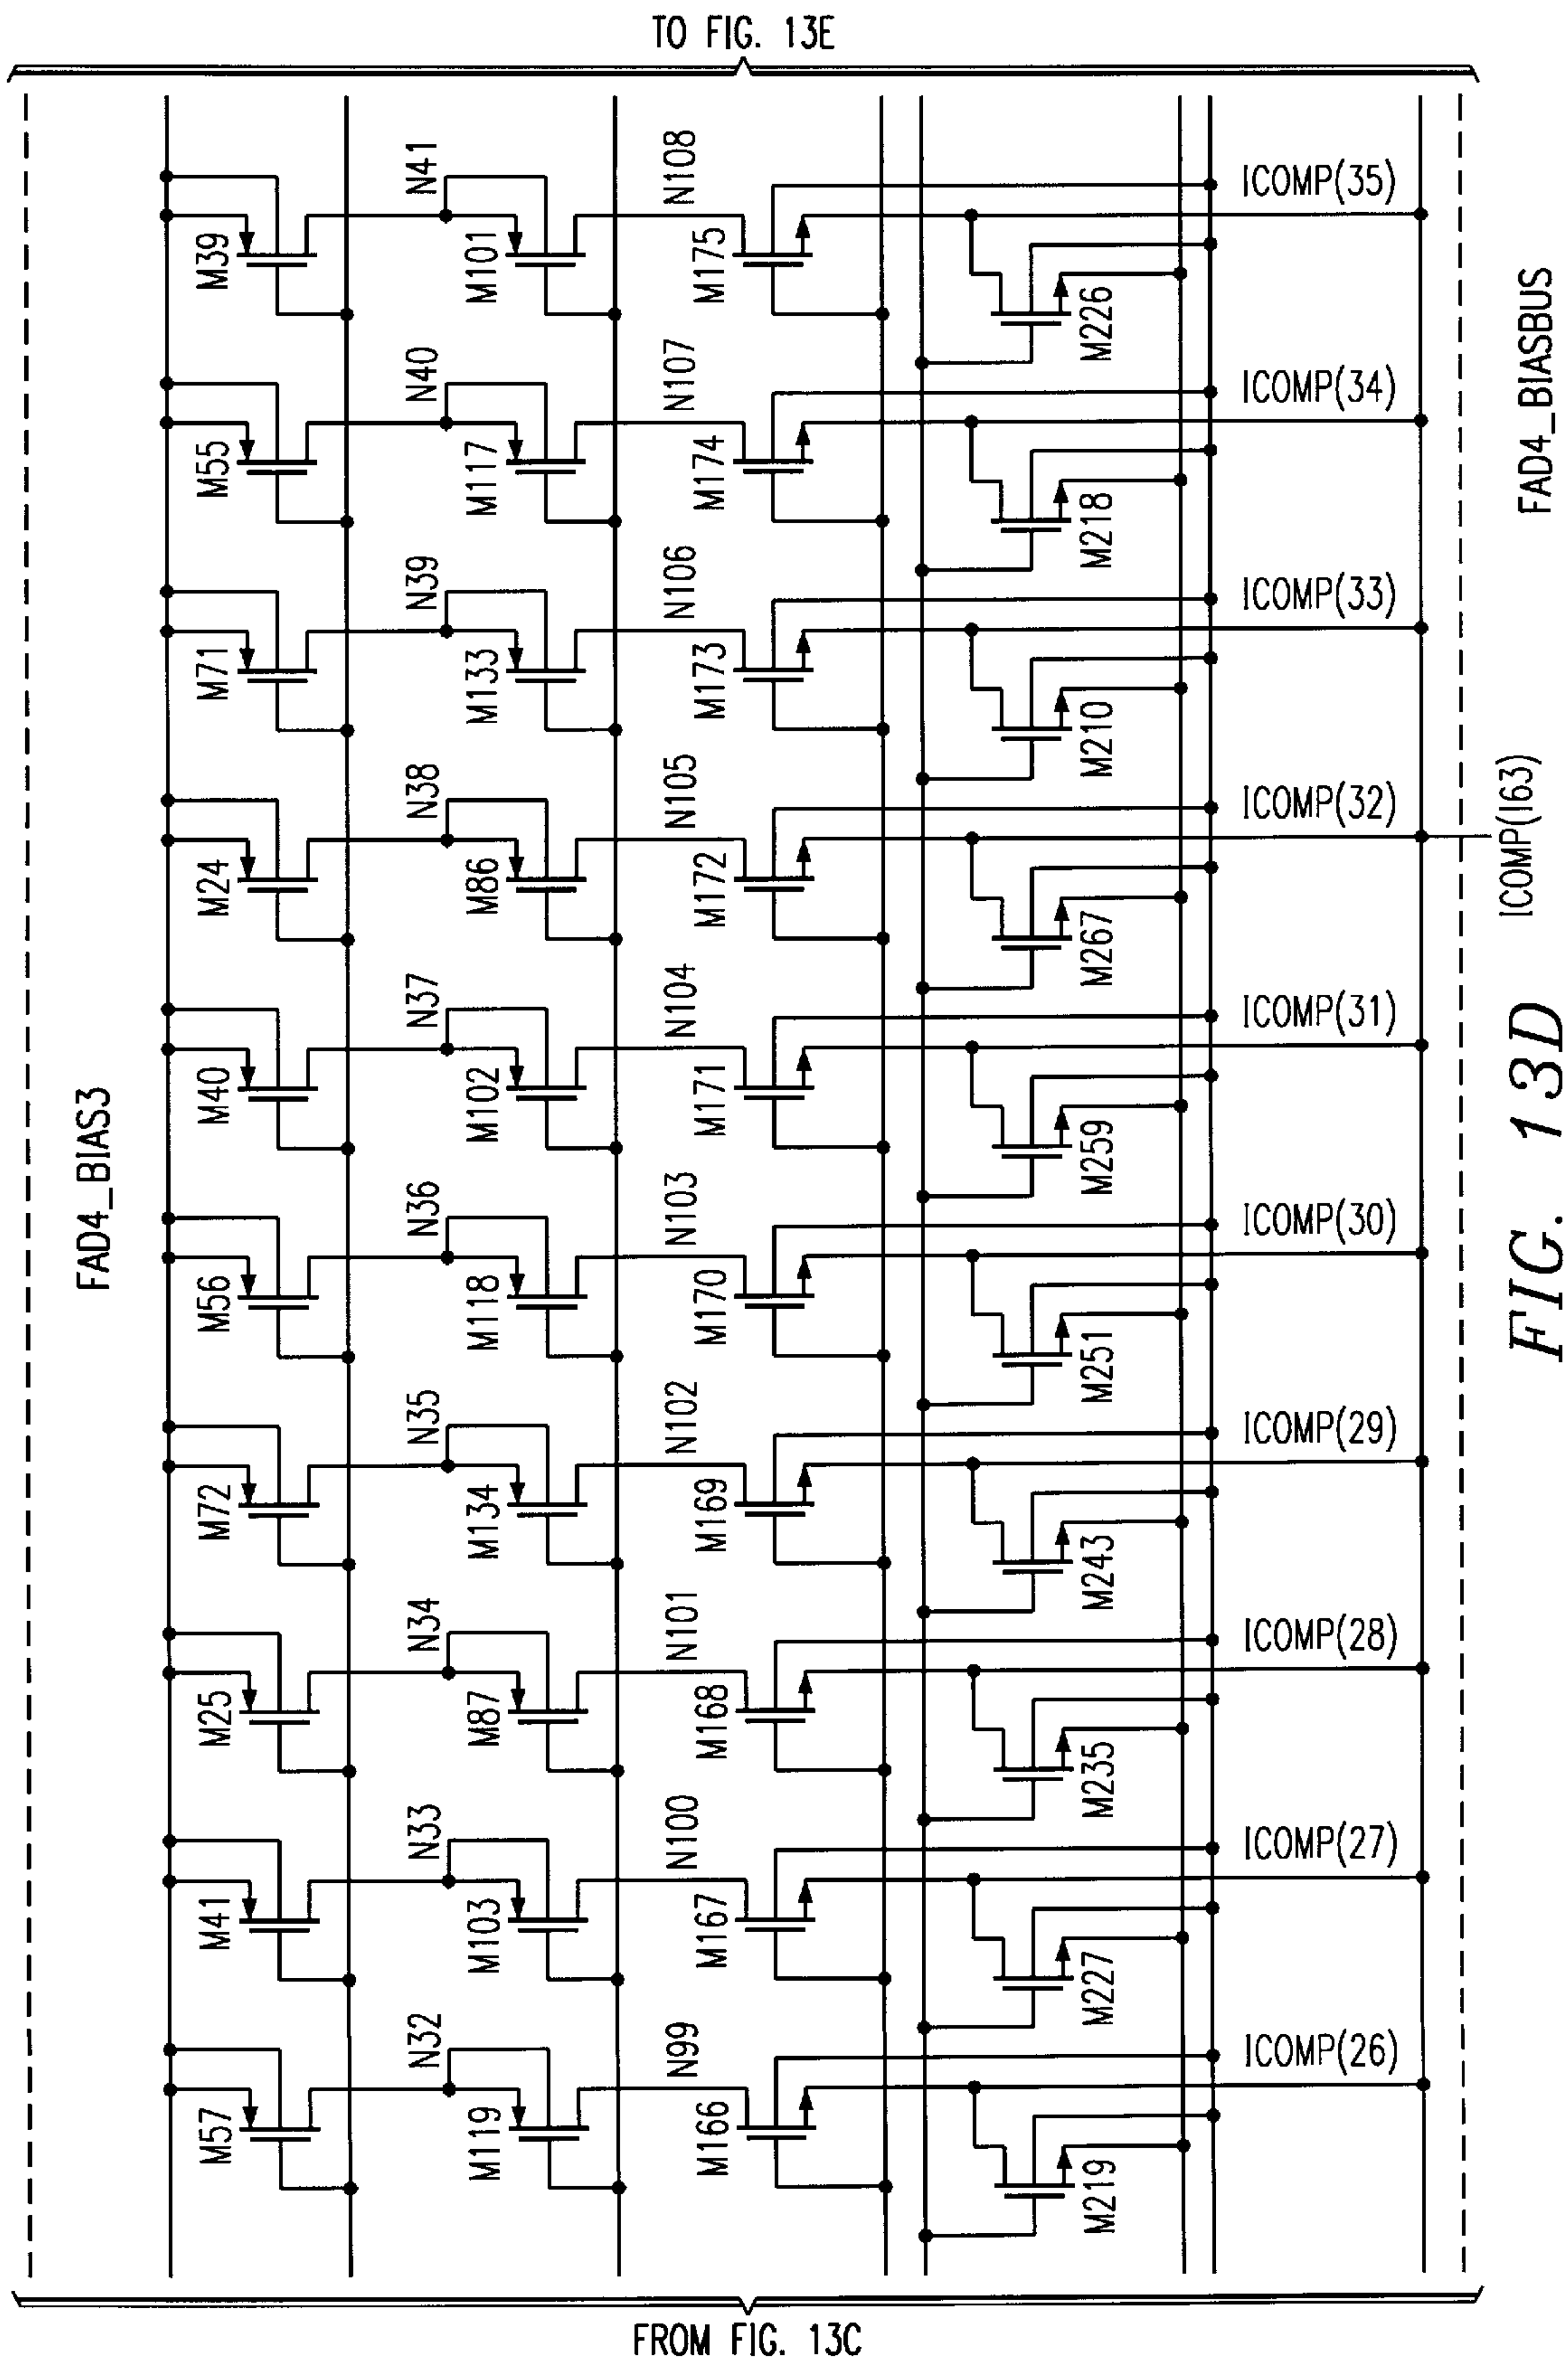 TO FIG. 13E
FAD4_BIAS3
M57 M41 M25 M72 M56 M40 M24 M71 M55 M39
N32 N33 N34 N35 N36 N37 N38 N39 N40 N41
M119 M103 M87 M134 M118 M102 M86 M133 M117 M101
N99 N100 N101 N102 N103 N104 N105 N106 N107 N108
M166 M167 M168 M169 M170 M171 M172 M173 M174 M175
M219 M227 M235 M243 M251 M259 M267 M210 M218 M226
ICOMP(26) ICOMP(27) ICOMP(28) ICOMP(29) ICOMP(30) ICOMP(31) ICOMP(32) ICOMP(33) ICOMP(34) ICOMP(35)
ICOMP(I63)
FAD4_BIASBUS
FIG. 13D
FROM FIG. 13C